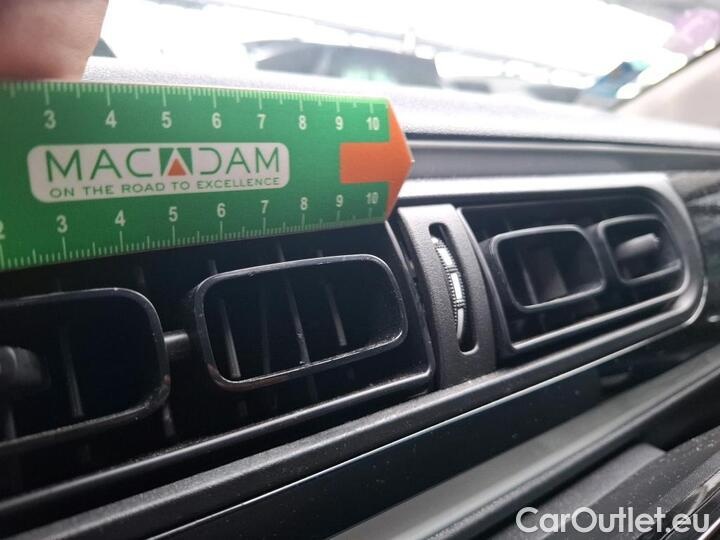 3 4 5 6 7 8 9 10
MACADAM
ON THE ROAD TO EXCELLENCE
2 3 4 5 6 7 8 9 10
CarOutlet.eu